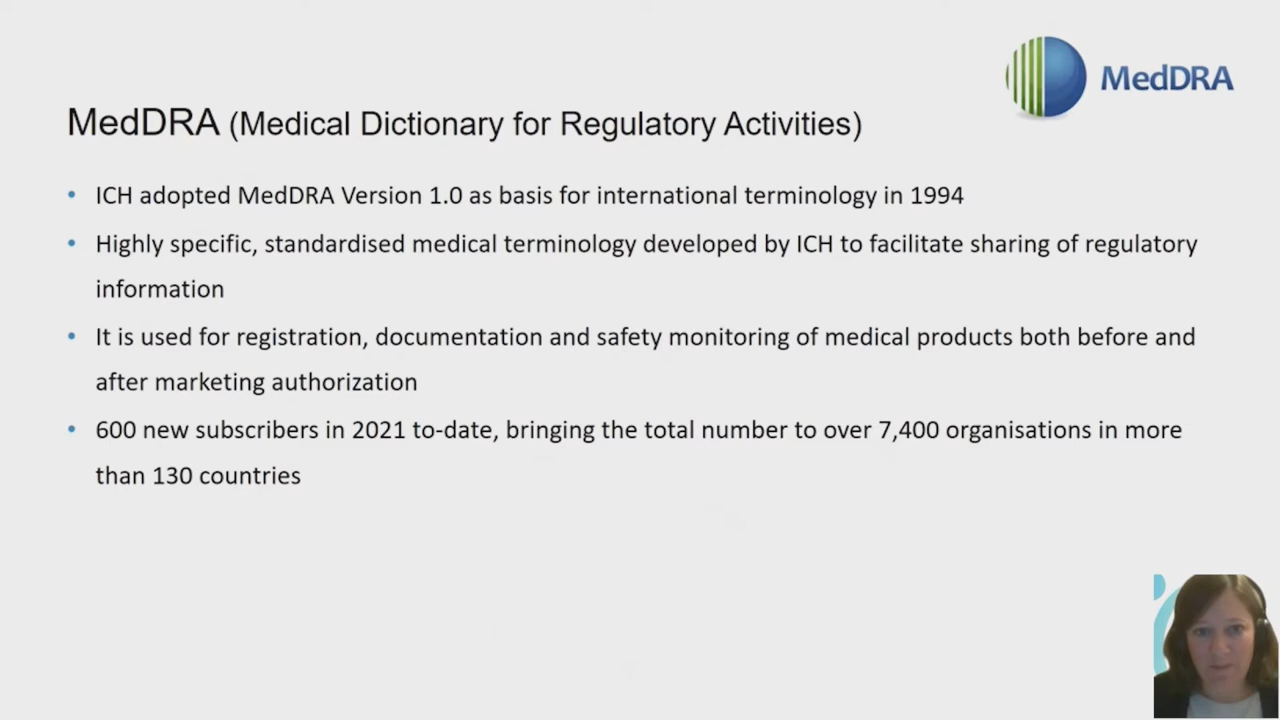 MedDRA
MedDRA (Medical Dictionary for Regulatory Activities)
• ICH adopted MedDRA Version 1.0 as basis for international terminology in 1994
• Highly specific, standardised medical terminology developed by ICH to facilitate sharing of regulatory
information
• It is used for registration, documentation and safety monitoring of medical products both before and
after marketing authorization
• 600 new subscribers in 2021 to-date, bringing the total number to over 7,400 organisations in more
than 130 countries